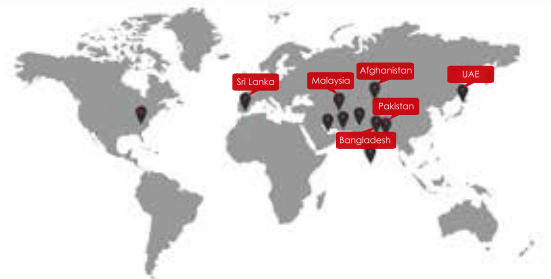 Afghanistan
UAE
Sri Lanka
Malaysia
Pakistan
Bangladesh